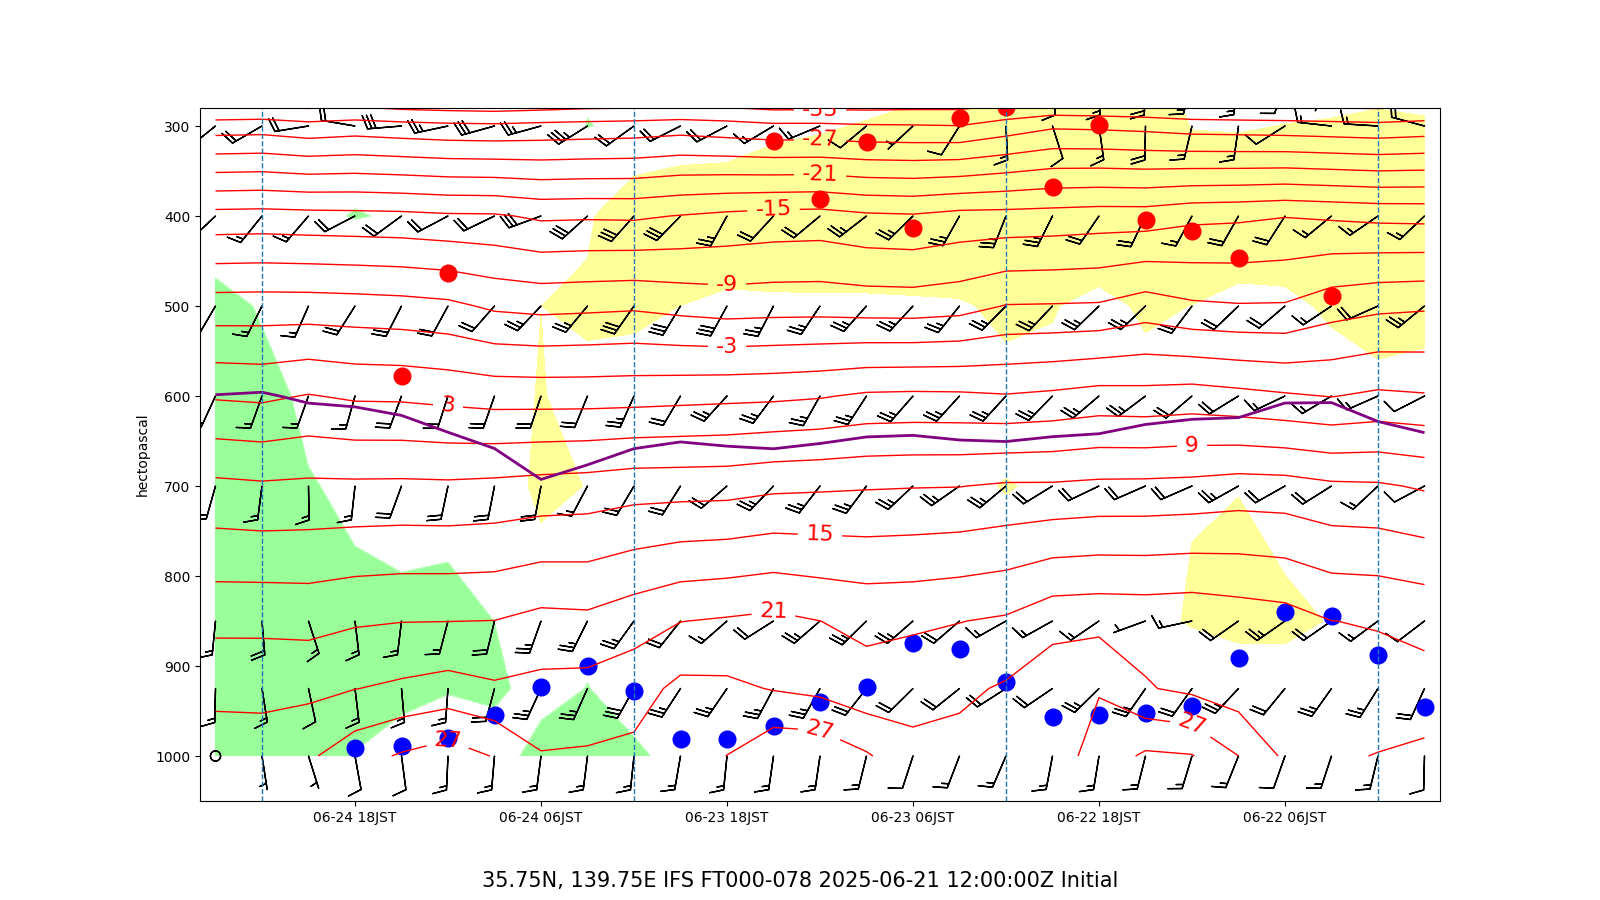 -33
300
-27
-21
-15
400
-9
500
-3
600
3
9
700
15
800
21
900
27
27
27
1000
hectopascal
06-24 18JST
06-24 06JST
06-23 18JST
06-23 06JST
06-22 18JST
06-22 06JST
35.75N, 139.75E IFS FT000-078 2025-06-21 12:00:00Z Initial